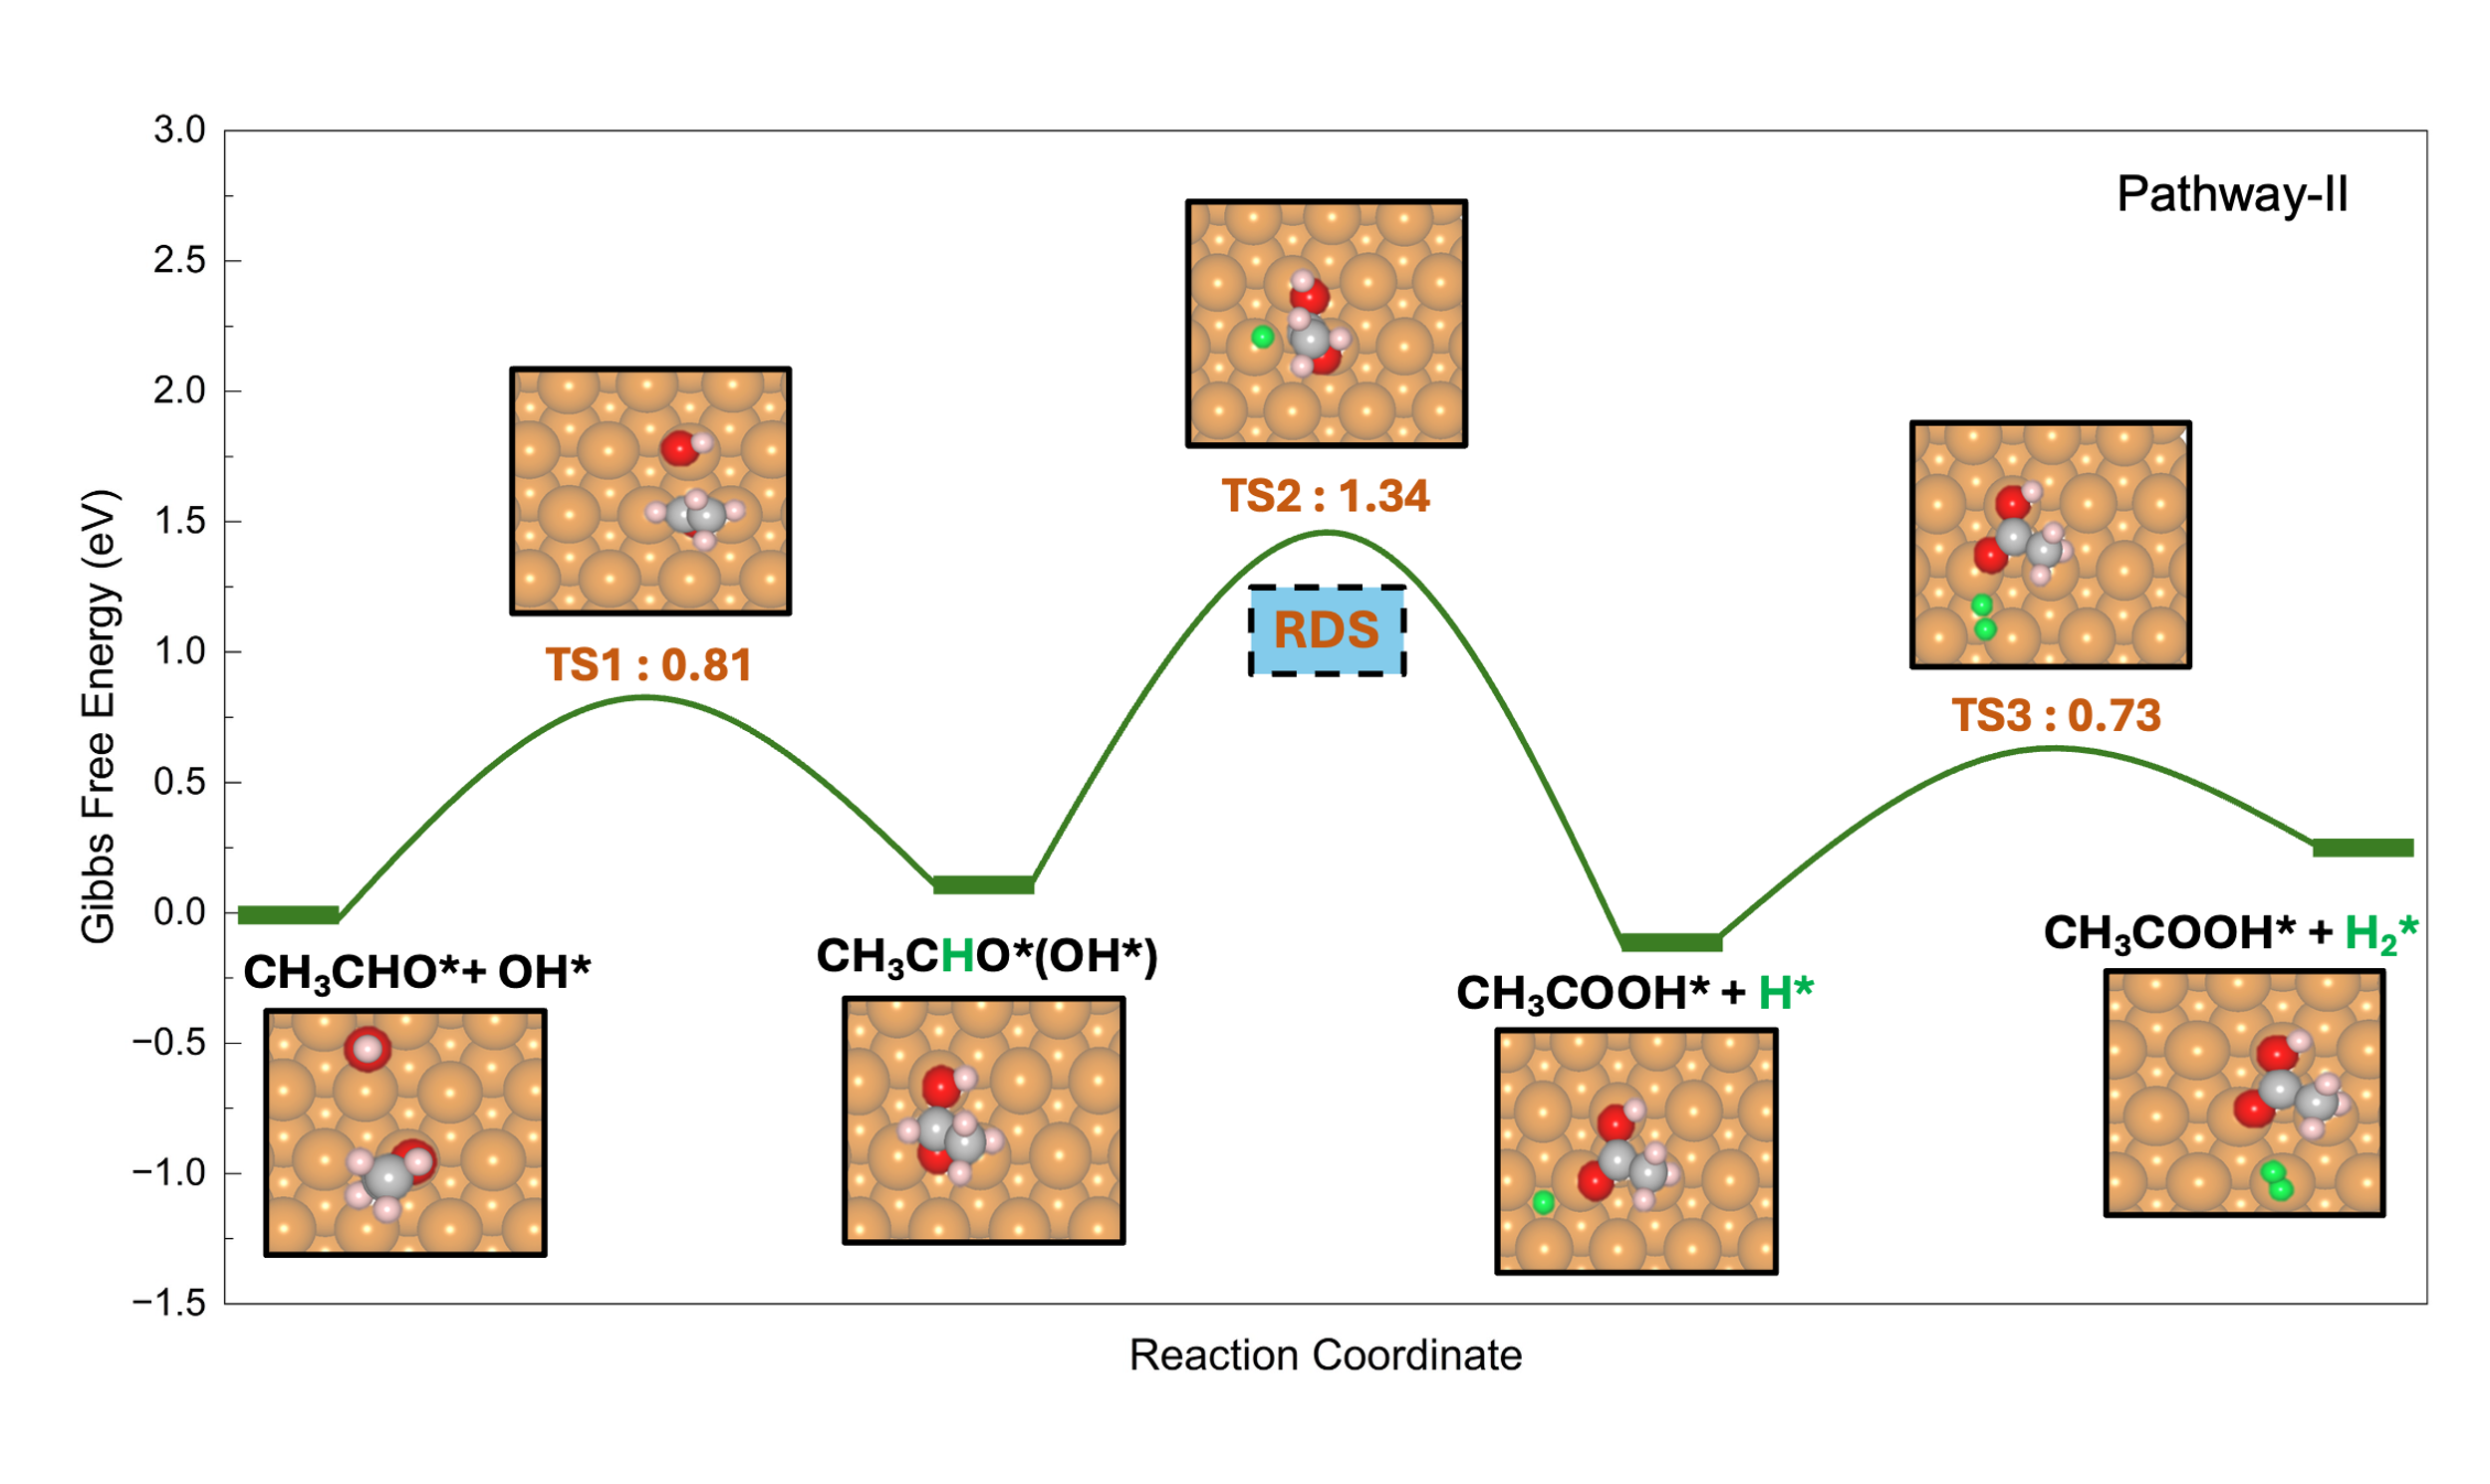 Pathway-II
3.0
2.5
2.0
1.5
1.0
0.5
0.0
−0.5
−1.0
−1.5
Gibbs Free Energy (eV)
TS1 : 0.81
TS2 : 1.34
RDS
TS3 : 0.73
CH₃CHO*+ OH*
CH₃CHO*(OH*)
CH₃COOH* + H*
CH₃COOH* + H₂*
Reaction Coordinate